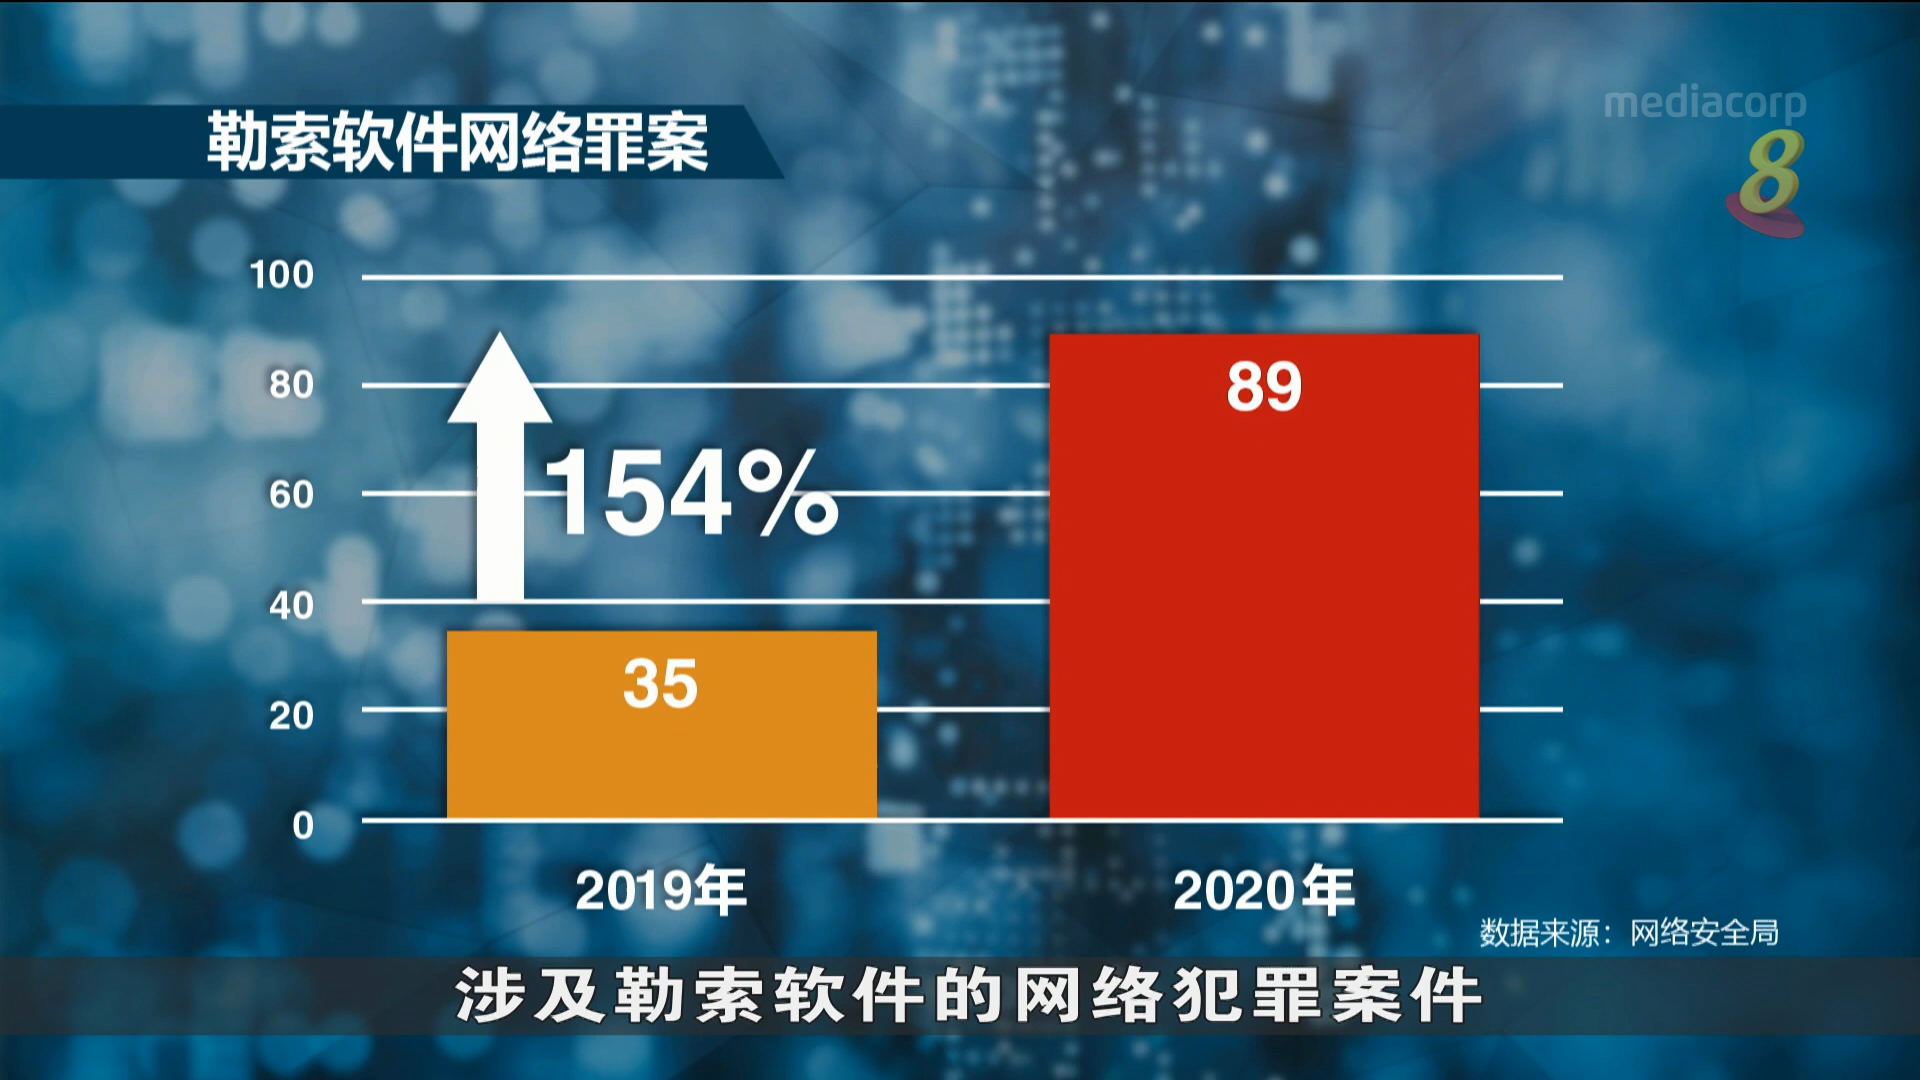 勒索软件网络罪案
mediacorp
8
100
80
60
40
20
0
154%
35
89
2019年
2020年
数据来源：网络安全局
涉及勒索软件的网络犯罪案件